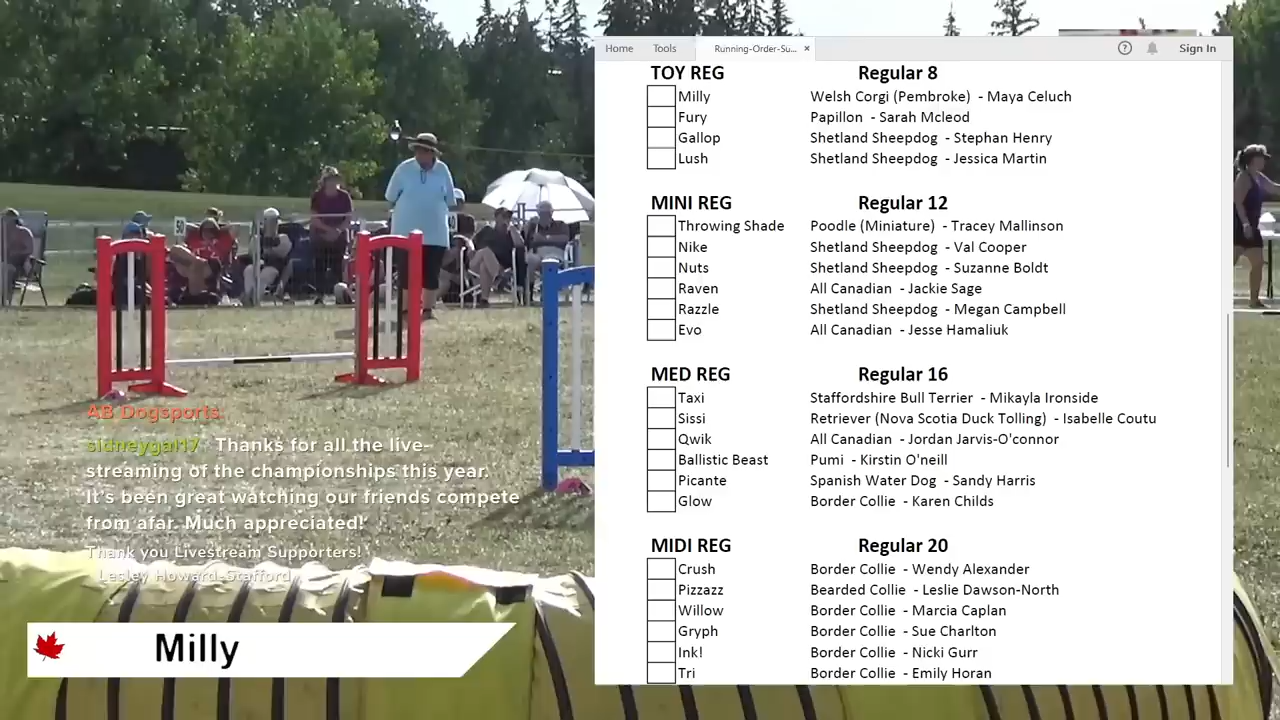 Home Tools Running-Order-Su... × ? Sign In
TOY REG Regular 8
Milly Welsh Corgi (Pembroke) - Maya Celuch
Fury Papillon - Sarah Mcleod
Gallop Shetland Sheepdog - Stephan Henry
Lush Shetland Sheepdog - Jessica Martin
MINI REG Regular 12
Throwing Shade Poodle (Miniature) - Tracey Mallinson
Nike Shetland Sheepdog - Val Cooper
Nuts Shetland Sheepdog - Suzanne Boldt
Raven All Canadian - Jackie Sage
Razzle Shetland Sheepdog - Megan Campbell
Evo All Canadian - Jesse Hamaliuk
MED REG Regular 16
Taxi Staffordshire Bull Terrier - Mikayla Ironside
Sissi Retriever (Nova Scotia Duck Tolling) - Isabelle Coutu
Qwik All Canadian - Jordan Jarvis-O'connor
Ballistic Beast Pumi - Kirstin O'neill
Picante Spanish Water Dog - Sandy Harris
Glow Border Collie - Karen Childs
MIDI REG Regular 20
Crush Border Collie - Wendy Alexander
Pizzazz Bearded Collie - Leslie Dawson-North
Willow Border Collie - Marcia Caplan
Gryph Border Collie - Sue Charlton
Ink! Border Collie - Nicki Gurr
Tri Border Collie - Emily Horan
AB Dogsports:
sidneygal17 Thanks for all the live-
streaming of the championships this year.
It's been great watching our friends compete
from afar. Much appreciated!
Thank you Livestream Supporters!
Lesley Howard-Stafford
Milly